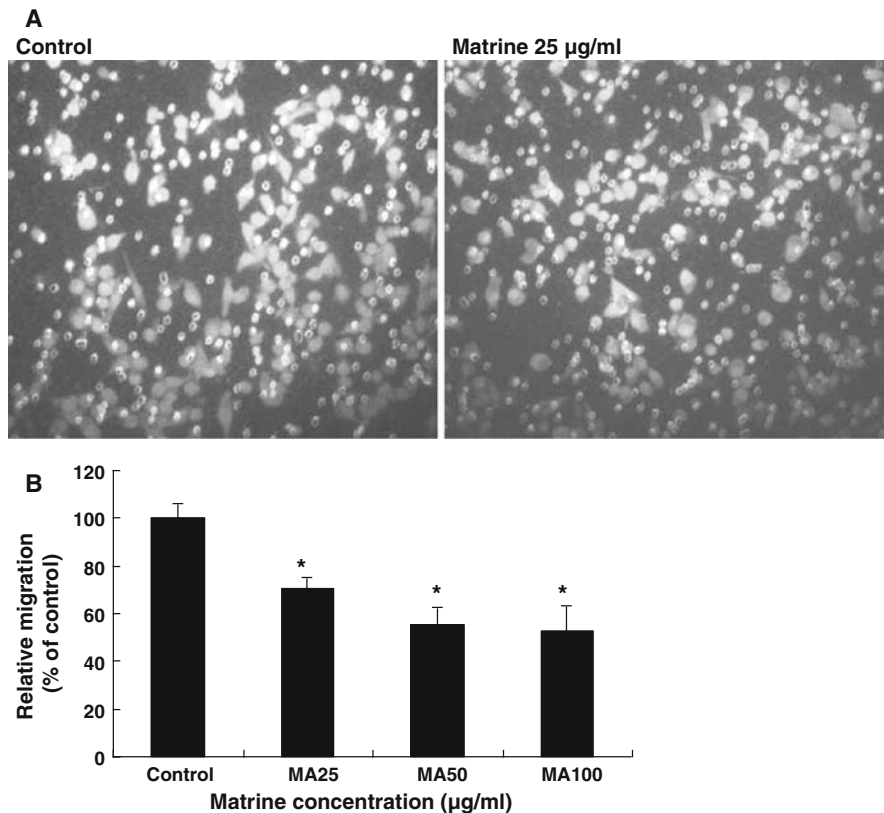 A
Control
Matrine 25 µg/ml
B
120
100
80
60
40
20
0
Relative migration
(% of control)
*
*
*
Control MA25 MA50 MA100
Matrine concentration (µg/ml)